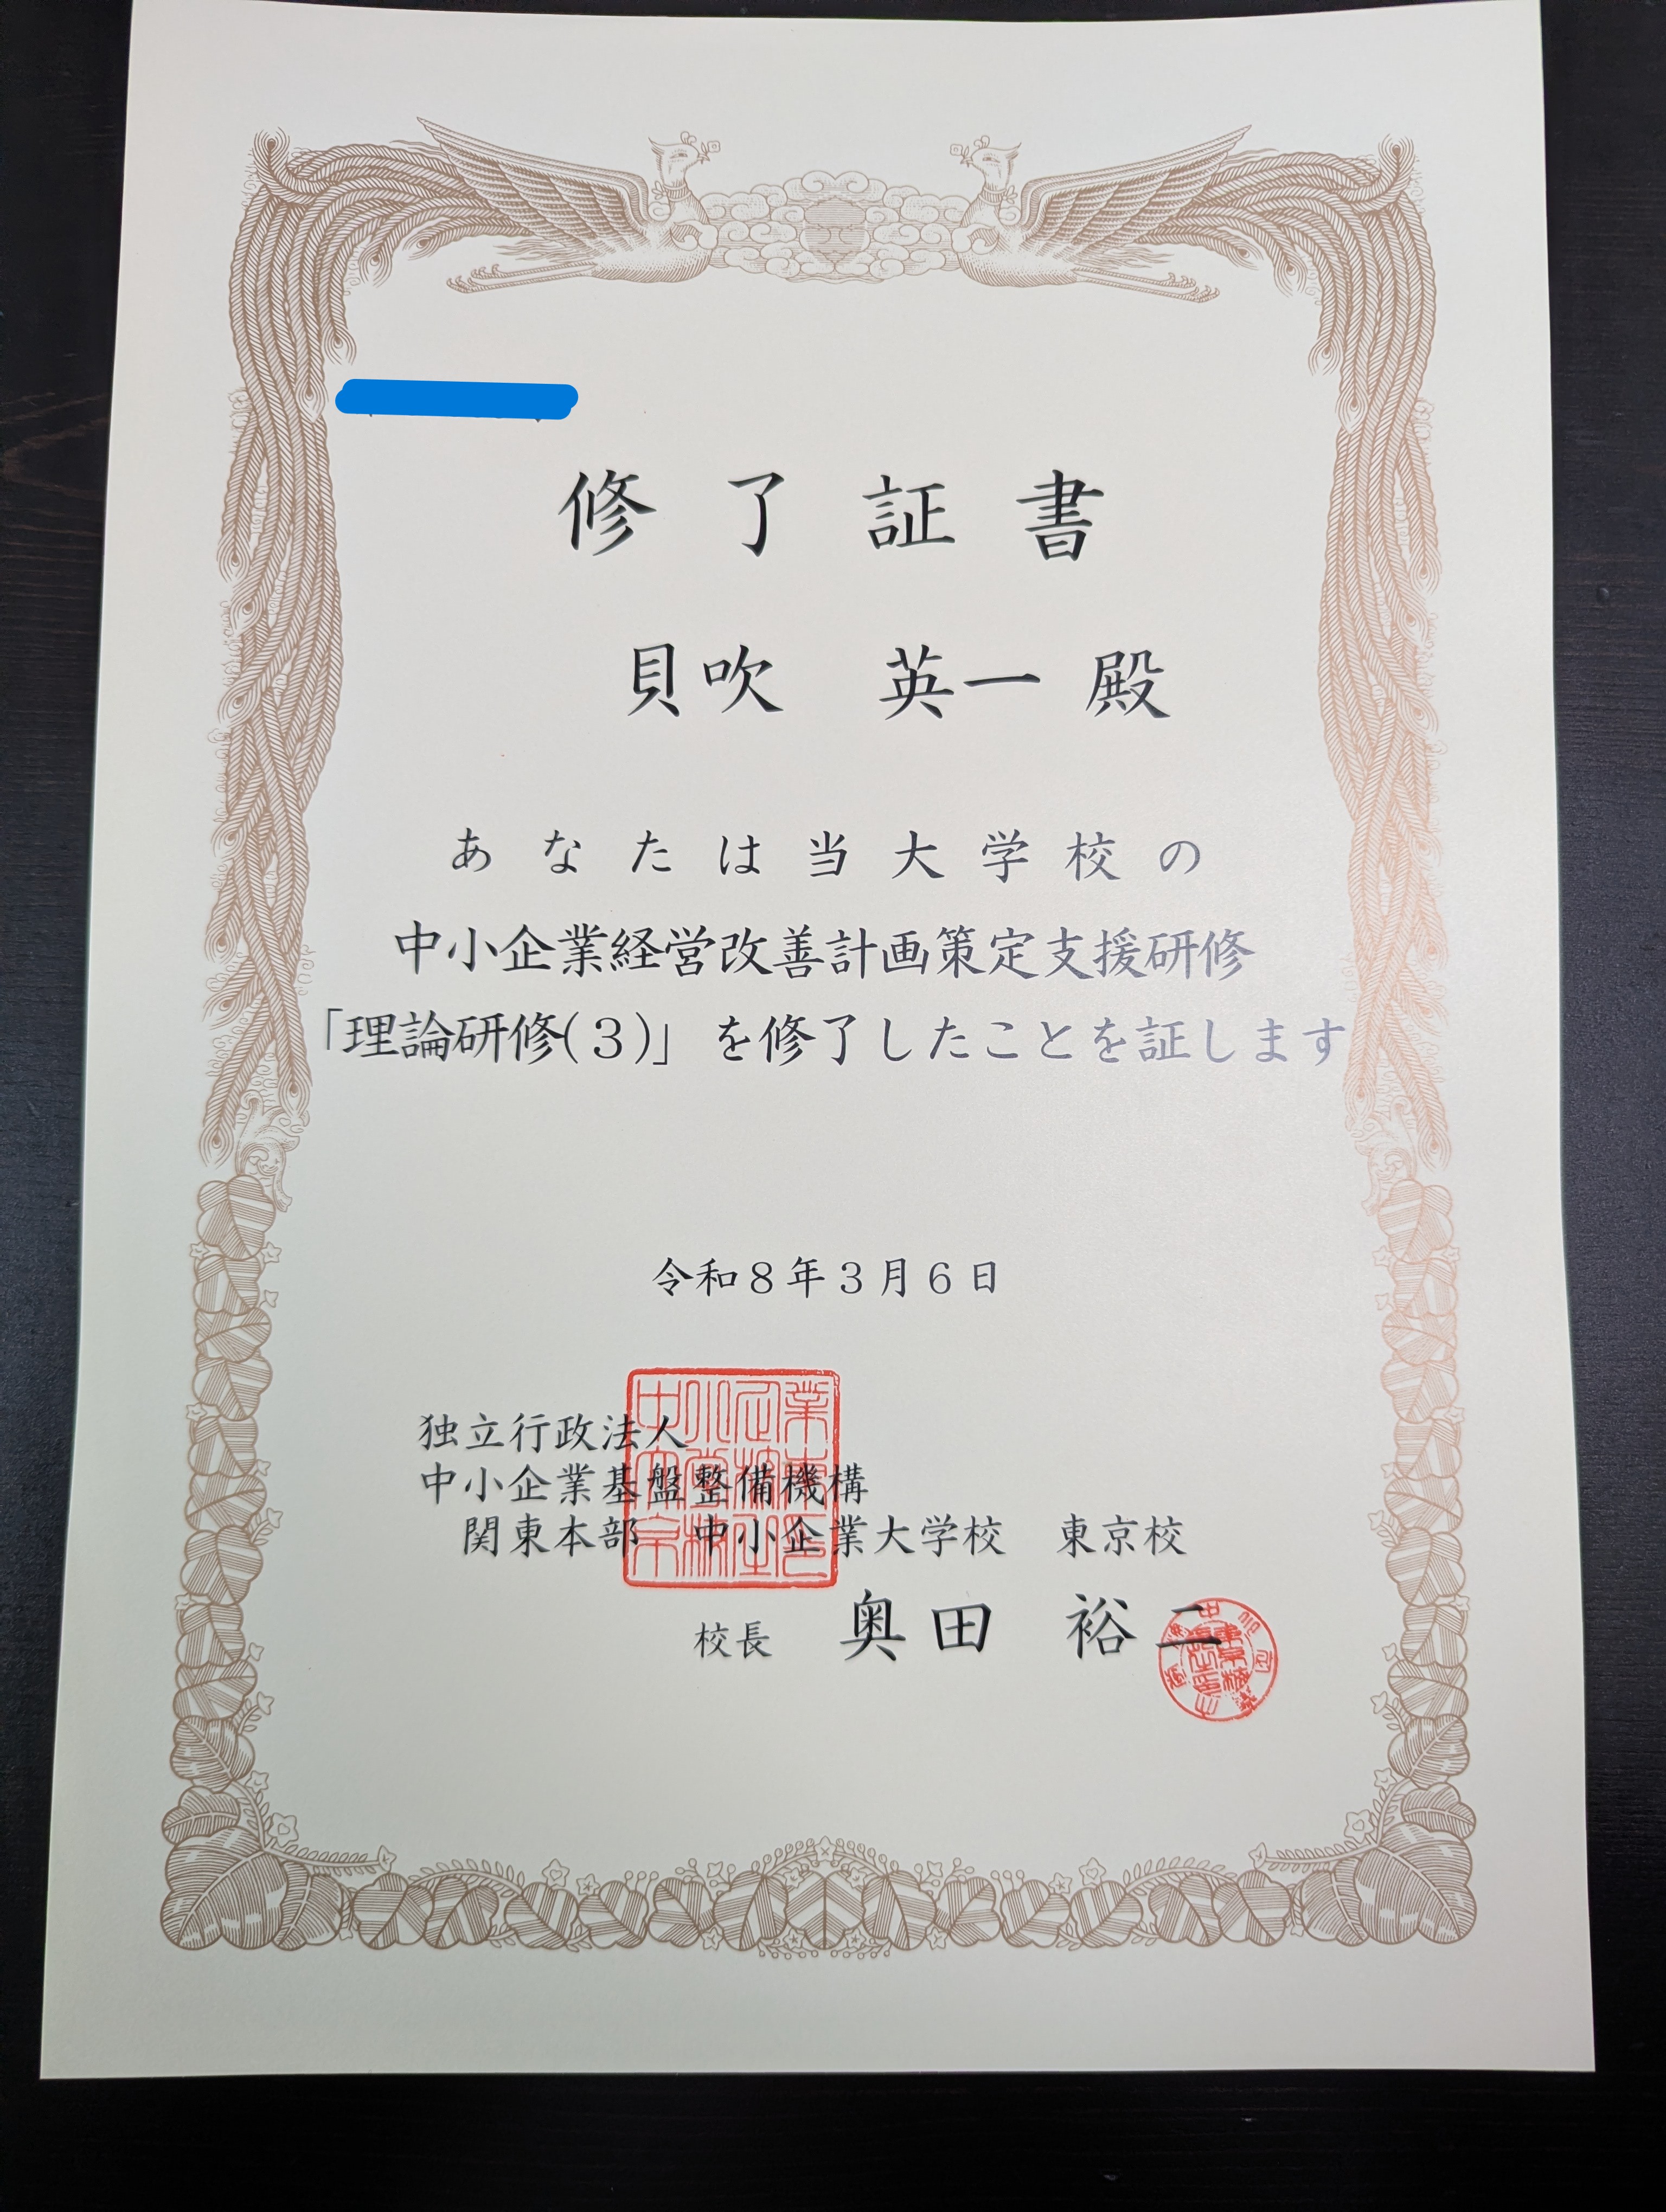 修了証書
貝吹 英一 殿
あなたは当大学校の
中小企業経営改善計画策定支援研修
「理論研修(3)」を修了したことを証します
令和8年3月6日
独立行政法人
中小企業基盤整備機構
関東本部 中小企業大学校 東京校
校長 奥田 裕二